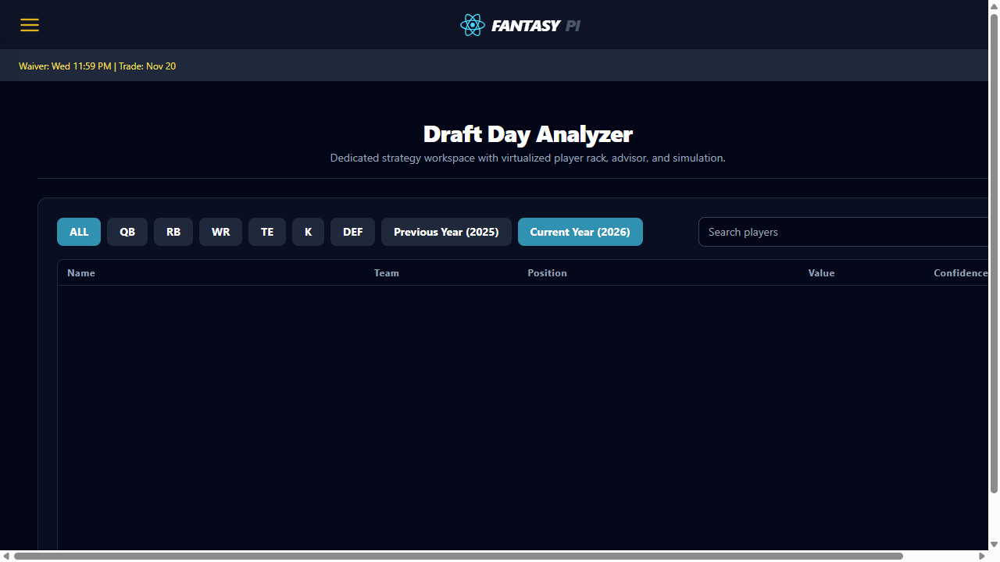 FANTASY PI
Waiver: Wed 11:59 PM | Trade: Nov 20
Draft Day Analyzer
Dedicated strategy workspace with virtualized player rack, advisor, and simulation.
ALL QB RB WR TE K DEF Previous Year (2025) Current Year (2026) Search players
Name Team Position Value Confidence